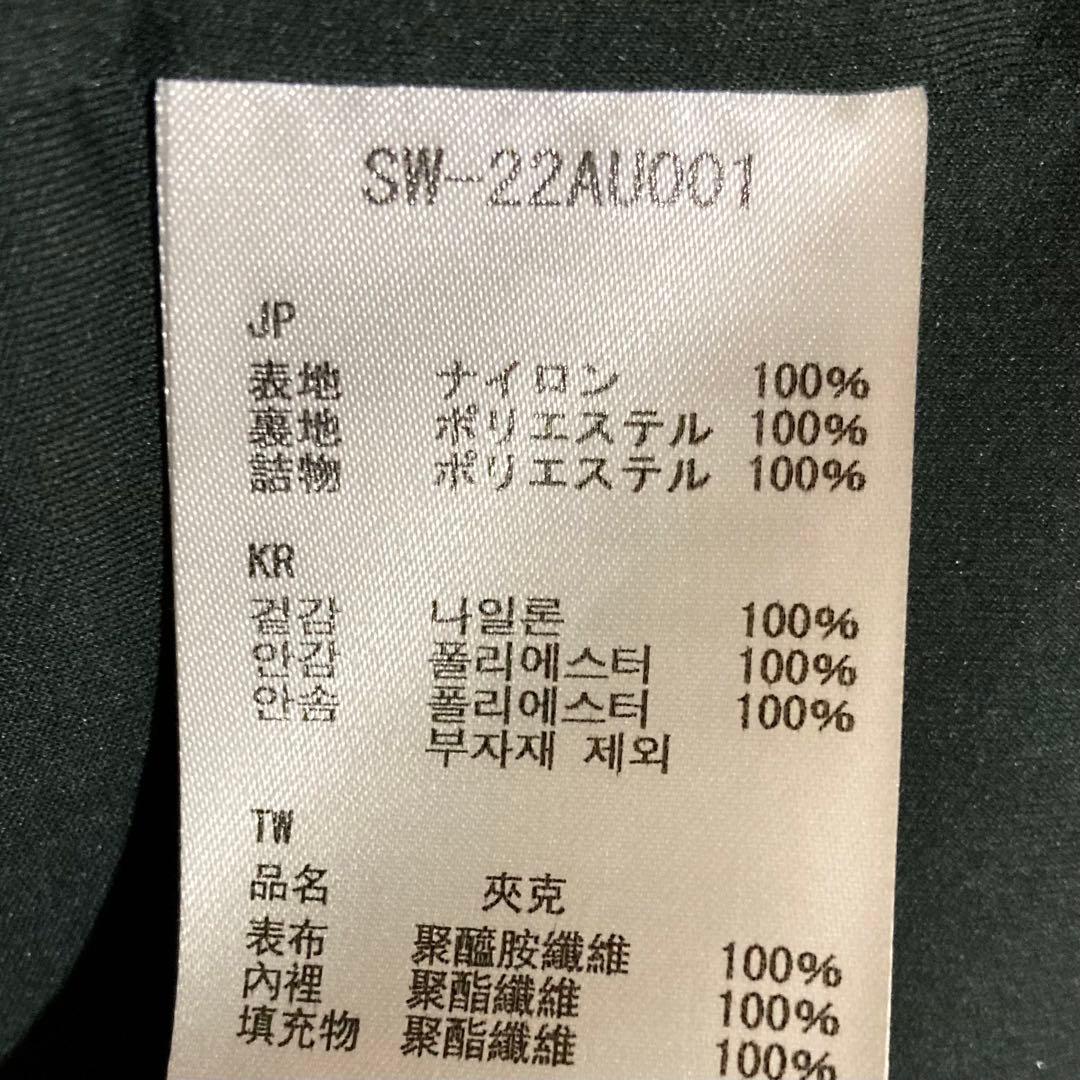 SW-22AU001
JP
表地 ナイロン 100%
裏地 ポリエステル 100%
詰物 ポリエステル 100%
KR
겉감 나일론 100%
안감 폴리에스터 100%
안솜 폴리에스터 100%
부자재 제외
TW
品名 夾克
表布 聚醯胺纖維 100%
內裡 聚酯纖維 100%
填充物 聚酯纖維 100%